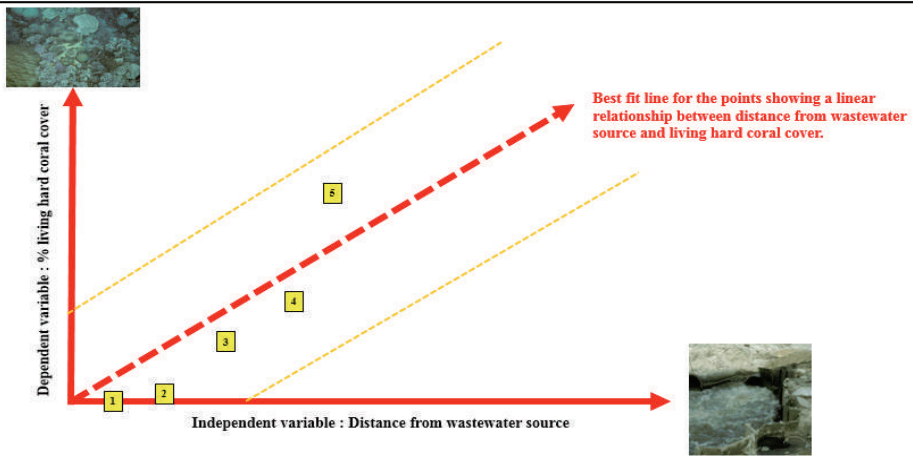 Best fit line for the points showing a linear
relationship between distance from wastewater
source and living hard coral cover.
Dependent variable : % living hard coral cover
5
4
3
2
1
Independent variable : Distance from wastewater source